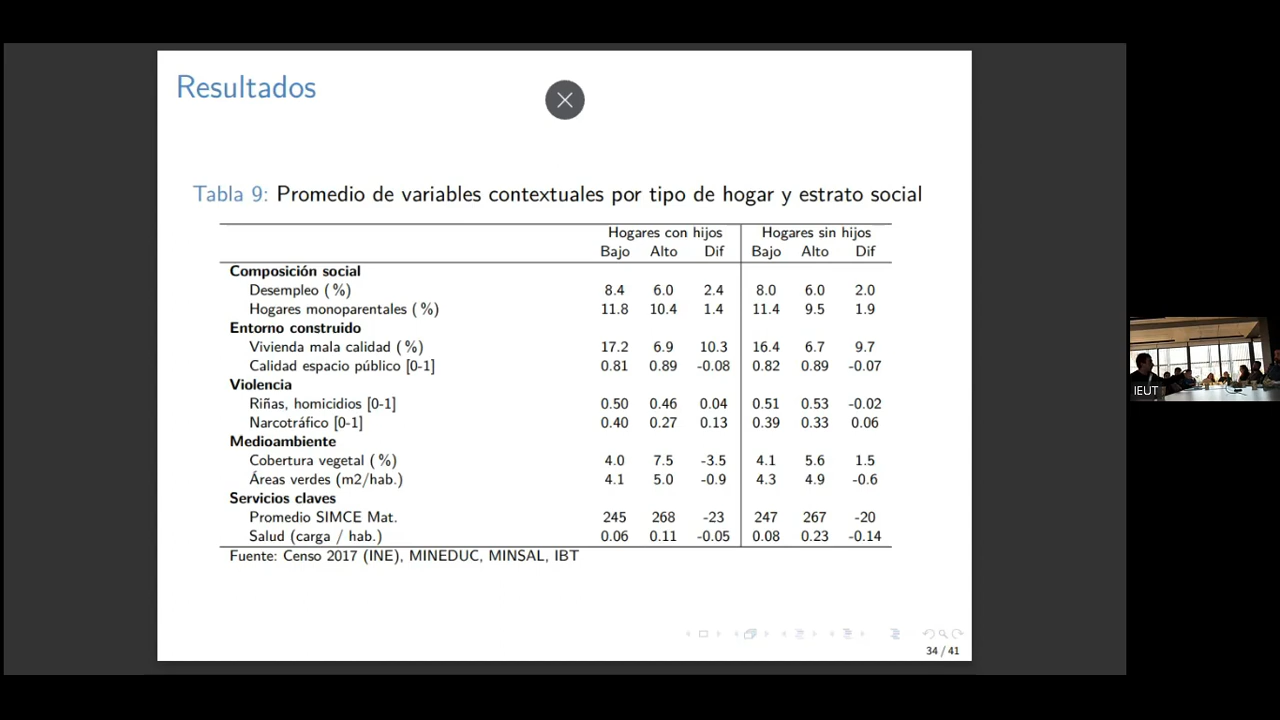 Resultados
Tabla 9: Promedio de variables contextuales por tipo de hogar y estrato social
Hogares con hijos Hogares sin hijos
Bajo Alto Dif Bajo Alto Dif
Composición social
Desempleo (%) 8.4 6.0 2.4 8.0 6.0 2.0
Hogares monoparentales (%) 11.8 10.4 1.4 11.4 9.5 1.9
Entorno construido
Vivienda mala calidad (%) 17.2 6.9 10.3 16.4 6.7 9.7
Calidad espacio público [0-1] 0.81 0.89 -0.08 0.82 0.89 -0.07
Violencia
Riñas, homicidios [0-1] 0.50 0.46 0.04 0.51 0.53 -0.02
Narcotráfico [0-1] 0.40 0.27 0.13 0.39 0.33 0.06
Medioambiente
Cobertura vegetal (%) 4.0 7.5 -3.5 4.1 5.6 1.5
Áreas verdes (m2/hab.) 4.1 5.0 -0.9 4.3 4.9 -0.6
Servicios claves
Promedio SIMCE Mat. 245 268 -23 247 267 -20
Salud (carga / hab.) 0.06 0.11 -0.05 0.08 0.23 -0.14
Fuente: Censo 2017 (INE), MINEDUC, MINSAL, IBT
34 / 41
IEUT